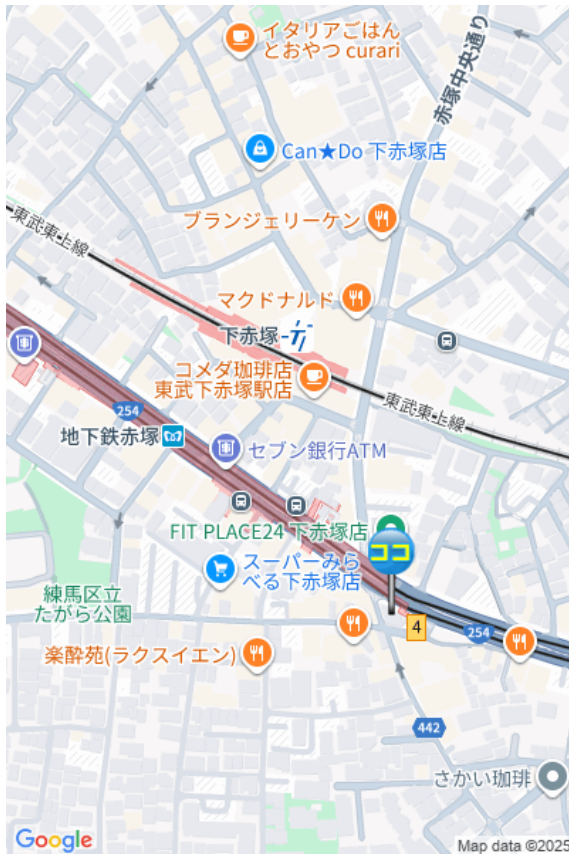 イタリアごはん
とおやつ curari
赤塚中央通り
Can★Do 下赤塚店
ブランジェリーケン
東武東上線
マクドナルド
下赤塚
コメダ珈琲店
東武下赤塚駅店
東武東上線
254
地下鉄赤塚
セブン銀行ATM
FIT PLACE24 下赤塚店
ココ
スーパーみら
べる下赤塚店
練馬区立
たがら公園
4
254
楽酔苑(ラクスイエン)
442
さかい珈琲
Google
Map data ©2025